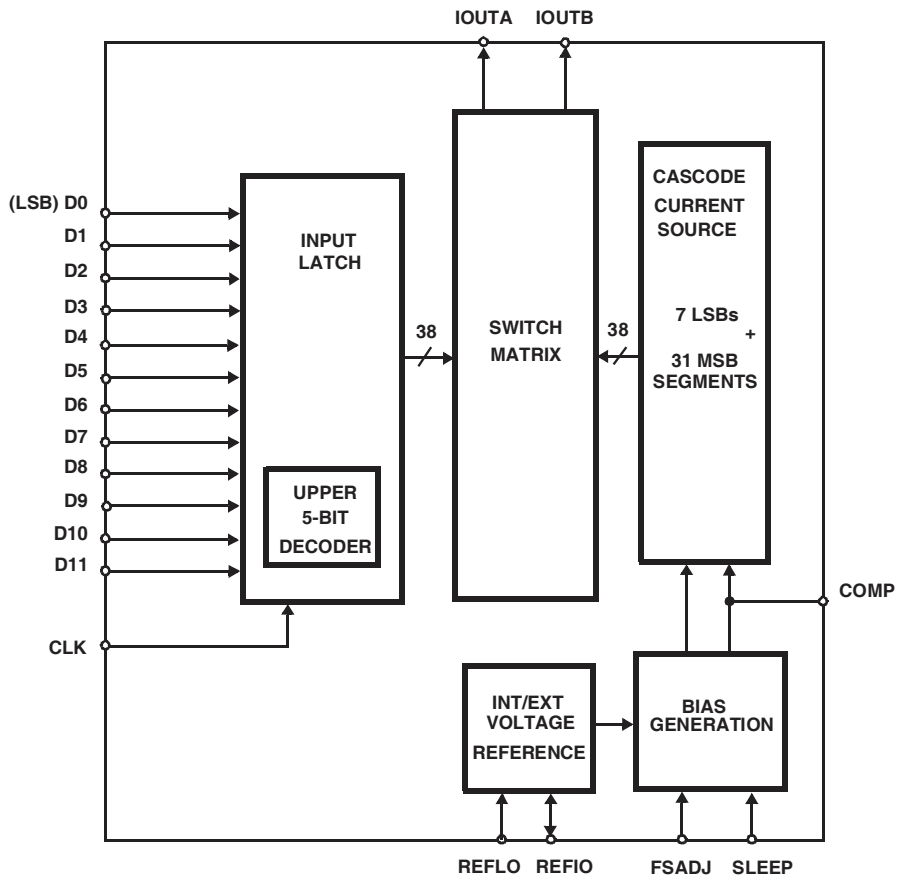 IOUTA IOUTB
(LSB) D0
D1
D2
D3
D4
D5
D6
D7
D8
D9
D10
D11
CLK
INPUT
LATCH
UPPER
5-BIT
DECODER
38
SWITCH
MATRIX
38
CASCODE
CURRENT
SOURCE
7 LSBs
+
31 MSB
SEGMENTS
COMP
INT/EXT
VOLTAGE
REFERENCE
BIAS
GENERATION
REFLO REFIO FSADJ SLEEP